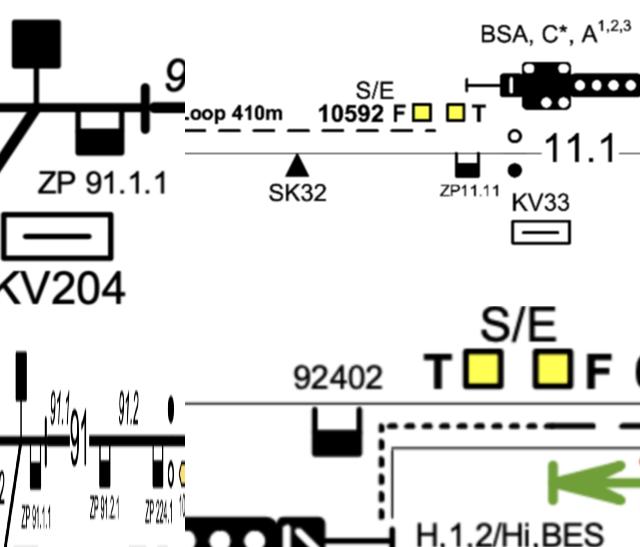 9
ZP 91.1.1
KV204
BSA, C*, A1,2,3
S/E
Loop 410m
10592 F
T
11.1
SK32
ZP11.11
KV33
91.1
91
91.2
ZP 91.1.1
ZP 91.2.1
ZP 224.1
S/E
92402
T
F
H,1,2/Hi,BES